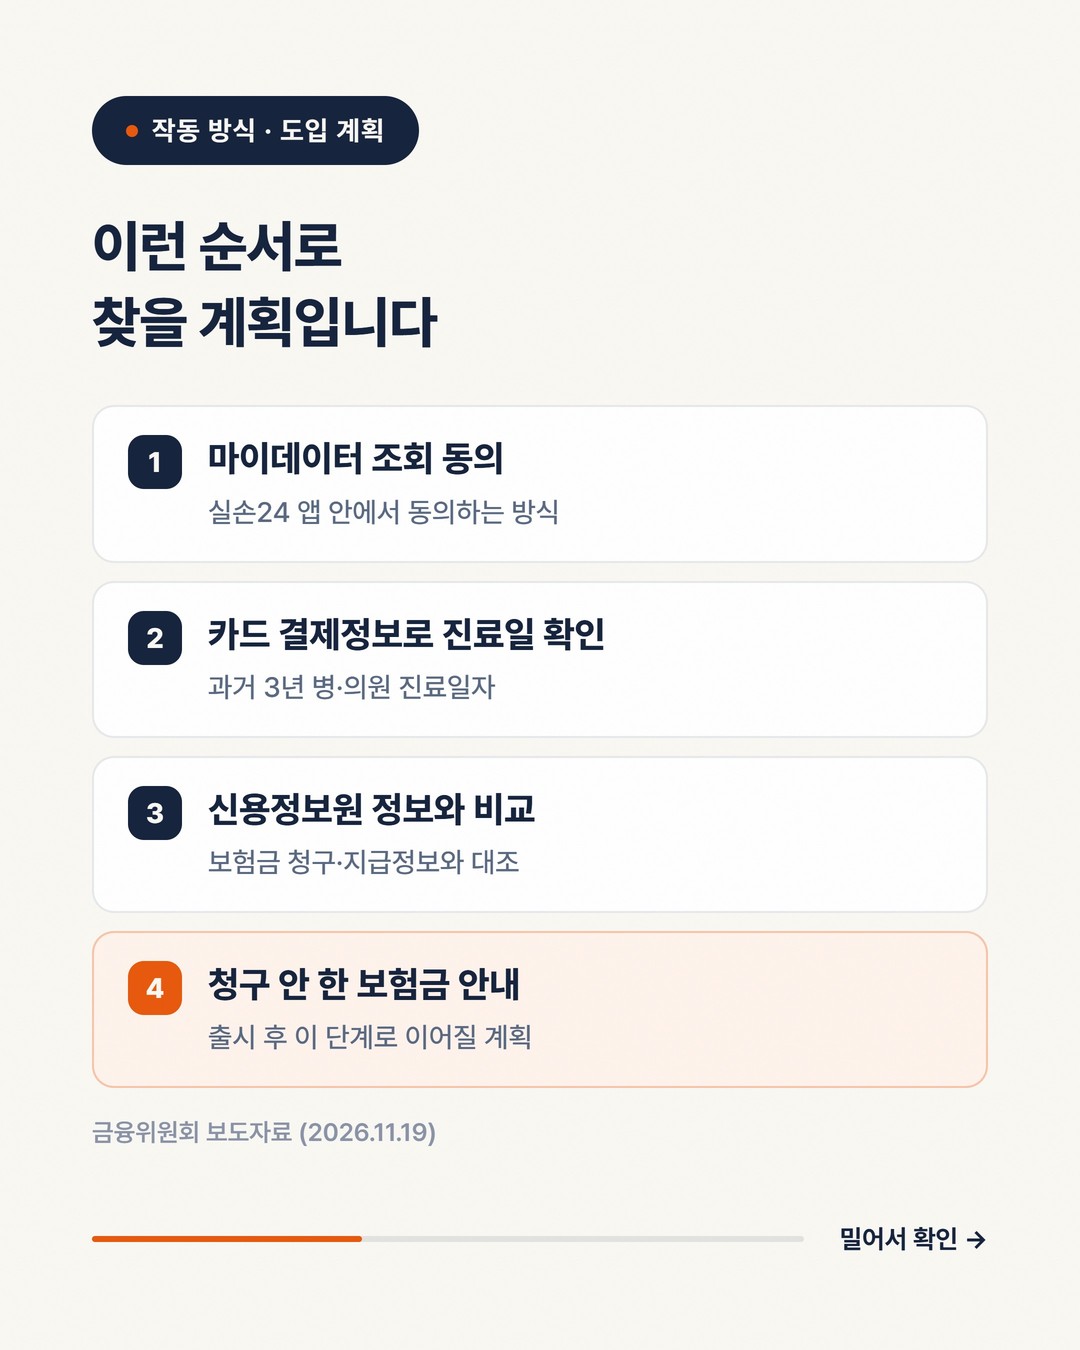 작동 방식 · 도입 계획
이런 순서로
찾을 계획입니다
1 마이데이터 조회 동의
실손24 앱 안에서 동의하는 방식
2 카드 결제정보로 진료일 확인
과거 3년 병·의원 진료일자
3 신용정보원 정보와 비교
보험금 청구·지급정보와 대조
4 청구 안 한 보험금 안내
출시 후 이 단계로 이어질 계획
금융위원회 보도자료 (2026.11.19)
밀어서 확인 →